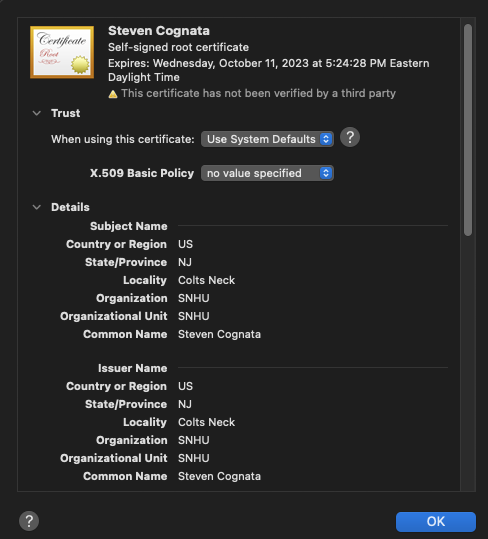 Certificate
Root
Steven Cognata
Self-signed root certificate
Expires: Wednesday, October 11, 2023 at 5:24:28 PM Eastern
Daylight Time
This certificate has not been verified by a third party
Trust
When using this certificate: Use System Defaults ?
X.509 Basic Policy no value specified
Details
Subject Name
Country or Region US
State/Province NJ
Locality Colts Neck
Organization SNHU
Organizational Unit SNHU
Common Name Steven Cognata
Issuer Name
Country or Region US
State/Province NJ
Locality Colts Neck
Organization SNHU
Organizational Unit SNHU
Common Name Steven Cognata
? OK